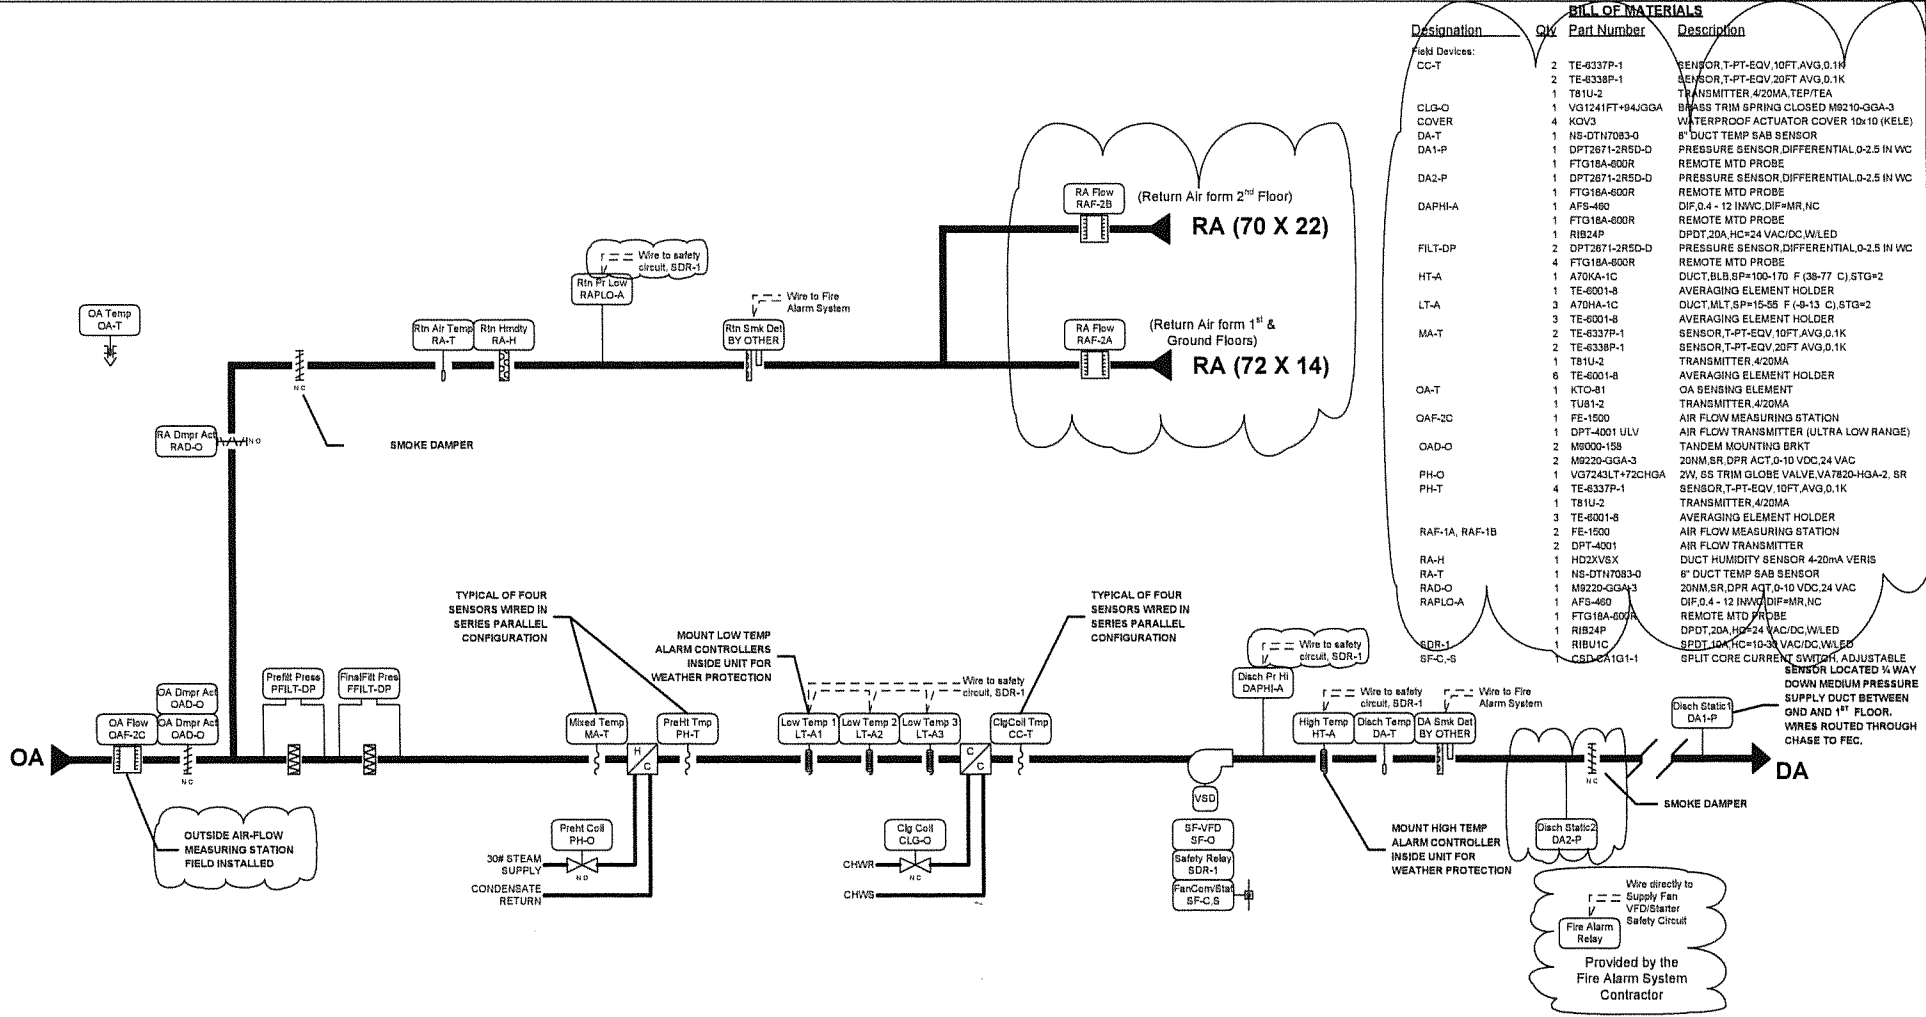 BILL OF MATERIALS
Designation Qty Part Number Description
Field Devices:
CC-T 2 TE-6337P-1 SENSOR,T-PT-EQV,10FT,AVG,0.1K
2 TE-6338P-1 SENSOR,T-PT-EQV,20FT AVG,0.1K
1 T81U-2 TRANSMITTER,4/20MA,TEP/TEA
CLG-O 1 VG1241FT+94JGGA BRASS TRIM SPRING CLOSED M9210-GGA-3
COVER 4 KOV3 WATERPROOF ACTUATOR COVER 10x10 (KELE)
DA-T 1 NS-DTN7083-0 8" DUCT TEMP SAB SENSOR
DA1-P 1 DPT2671-2R5D-D PRESSURE SENSOR,DIFFERENTIAL,0-2.5 IN WC
1 FTG18A-600R REMOTE MTD PROBE
DA2-P 1 DPT2671-2R5D-D PRESSURE SENSOR,DIFFERENTIAL,0-2.5 IN WC
1 FTG18A-600R REMOTE MTD PROBE
DAPHI-A 1 AFS-460 DIF,0.4 - 12 INWC,DIF=MR,NC
1 FTG18A-600R REMOTE MTD PROBE
1 RIB24P DPDT,20A,HC=24 VAC/DC,W/LED
FILT-DP 2 DPT2671-2R5D-D PRESSURE SENSOR,DIFFERENTIAL,0-2.5 IN WC
4 FTG18A-600R REMOTE MTD PROBE
HT-A 1 A70KA-1C DUCT,BLB,SP=100-170 F (38-77 C),STG=2
1 TE-6001-8 AVERAGING ELEMENT HOLDER
LT-A 3 A70HA-1C DUCT,MLT,SP=15-55 F (-9-13 C),STG=2
3 TE-6001-8 AVERAGING ELEMENT HOLDER
MA-T 2 TE-6337P-1 SENSOR,T-PT-EQV,10FT,AVG,0.1K
2 TE-6338P-1 SENSOR,T-PT-EQV,20FT AVG,0.1K
1 T81U-2 TRANSMITTER,4/20MA
6 TE-6001-8 AVERAGING ELEMENT HOLDER
OA-T 1 KTO-81 OA SENSING ELEMENT
1 TU81-2 TRANSMITTER,4/20MA
OAF-2C 1 FE-1500 AIR FLOW MEASURING STATION
1 DPT-4001 ULV AIR FLOW TRANSMITTER (ULTRA LOW RANGE)
OAD-O 2 M9000-158 TANDEM MOUNTING BRKT
2 M9220-GGA-3 20NM,SR,DPR ACT,0-10 VDC,24 VAC
PH-O 1 VG7243LT+72CHGA 2W, SS TRIM GLOBE VALVE,VA7820-HGA-2, SR
PH-T 4 TE-6337P-1 SENSOR,T-PT-EQV,10FT,AVG,0.1K
1 T81U-2 TRANSMITTER,4/20MA
3 TE-6001-8 AVERAGING ELEMENT HOLDER
RAF-1A, RAF-1B 2 FE-1500 AIR FLOW MEASURING STATION
2 DPT-4001 AIR FLOW TRANSMITTER
RA-H 1 HD2XVSX DUCT HUMIDITY SENSOR 4-20mA VERIS
RA-T 1 NS-DTN7083-0 8" DUCT TEMP SAB SENSOR
RAD-O 1 M9220-GGA-3 20NM,SR,DPR ACT,0-10 VDC,24 VAC
RAPLO-A 1 AFS-460 DIF,0.4 - 12 INWC,DIF=MR,NC
1 FTG18A-600R REMOTE MTD PROBE
1 RIB24P DPDT,20A,HC=24 VAC/DC,W/LED
SDR-1 1 RIBU1C SPDT,10A,HC=10-30 VAC/DC,W/LED
SF-C,-S 1 CSD-CA1G1-1 SPLIT CORE CURRENT SWITCH, ADJUSTABLE
RA Flow
RAF-2B
(Return Air form 2nd Floor)
RA (70 X 22)
Wire to safety
circuit, SDR-1
Rtn Pr Low
RAPLO-A
OA Temp
OA-T
Rtn Air Temp
RA-T
Rtn Hmdty
RA-H
Wire to Fire
Alarm System
Rtn Smk Det
BY OTHER
RA Flow
RAF-2A
(Return Air form 1st &
Ground Floors)
RA (72 X 14)
NC
SMOKE DAMPER
RA Dmpr Act
RAD-O
NO
TYPICAL OF FOUR
SENSORS WIRED IN
SERIES PARALLEL
CONFIGURATION
MOUNT LOW TEMP
ALARM CONTROLLERS
INSIDE UNIT FOR
WEATHER PROTECTION
TYPICAL OF FOUR
SENSORS WIRED IN
SERIES PARALLEL
CONFIGURATION
Wire to safety
circuit, SDR-1
Disch Pr Hi
DAPHI-A
SENSOR LOCATED ¾ WAY
DOWN MEDIUM PRESSURE
SUPPLY DUCT BETWEEN
GND AND 1ST FLOOR.
WIRES ROUTED THROUGH
CHASE TO FEC.
Prefilt Press
PFILT-DP
FinalFilt Pres
FFILT-DP
OA Flow
OAF-2C
OA Dmpr Act
OAD-O
OA Dmpr Act
OAD-O
Mixed Temp
MA-T
PreHt Tmp
PH-T
Wire to safety
circuit, SDR-1
Low Temp 1
LT-A1
Low Temp 2
LT-A2
Low Temp 3
LT-A3
ClgCoil Tmp
CC-T
Wire to safety
circuit, SDR-1
High Temp
HT-A
Disch Temp
DA-T
Wire to Fire
Alarm System
DA Smk Det
BY OTHER
Disch Static1
DA1-P
OA
NC
H
C
C
C
NC
DA
VSD
SMOKE DAMPER
OUTSIDE AIR-FLOW
MEASURING STATION
FIELD INSTALLED
Preht Coil
PH-O
30# STEAM
SUPPLY
NO
CONDENSATE
RETURN
Clg Coil
CLG-O
CHWR
NC
CHWS
SF-VFD
SF-O
Safety Relay
SDR-1
FanCom/Stat
SF-C,S
MOUNT HIGH TEMP
ALARM CONTROLLER
INSIDE UNIT FOR
WEATHER PROTECTION
Disch Static2
DA2-P
Wire directly to
Supply Fan
VFD/Starter
Safety Circuit
Fire Alarm
Relay
Provided by the
Fire Alarm System
Contractor